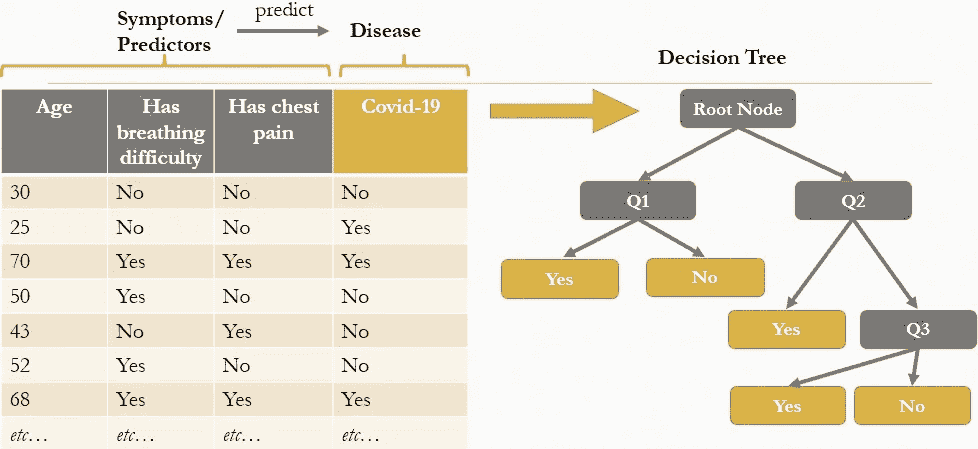 Symptoms/ predict
Predictors Disease
Decision Tree
Age Has breathing difficulty Has chest pain Covid-19
30 No No No
25 No No Yes
70 Yes Yes Yes
50 Yes No No
43 No Yes No
52 Yes No No
68 Yes Yes Yes
etc… etc… etc… etc…
Root Node
Q1 Q2
Yes No
Yes Q3
Yes No